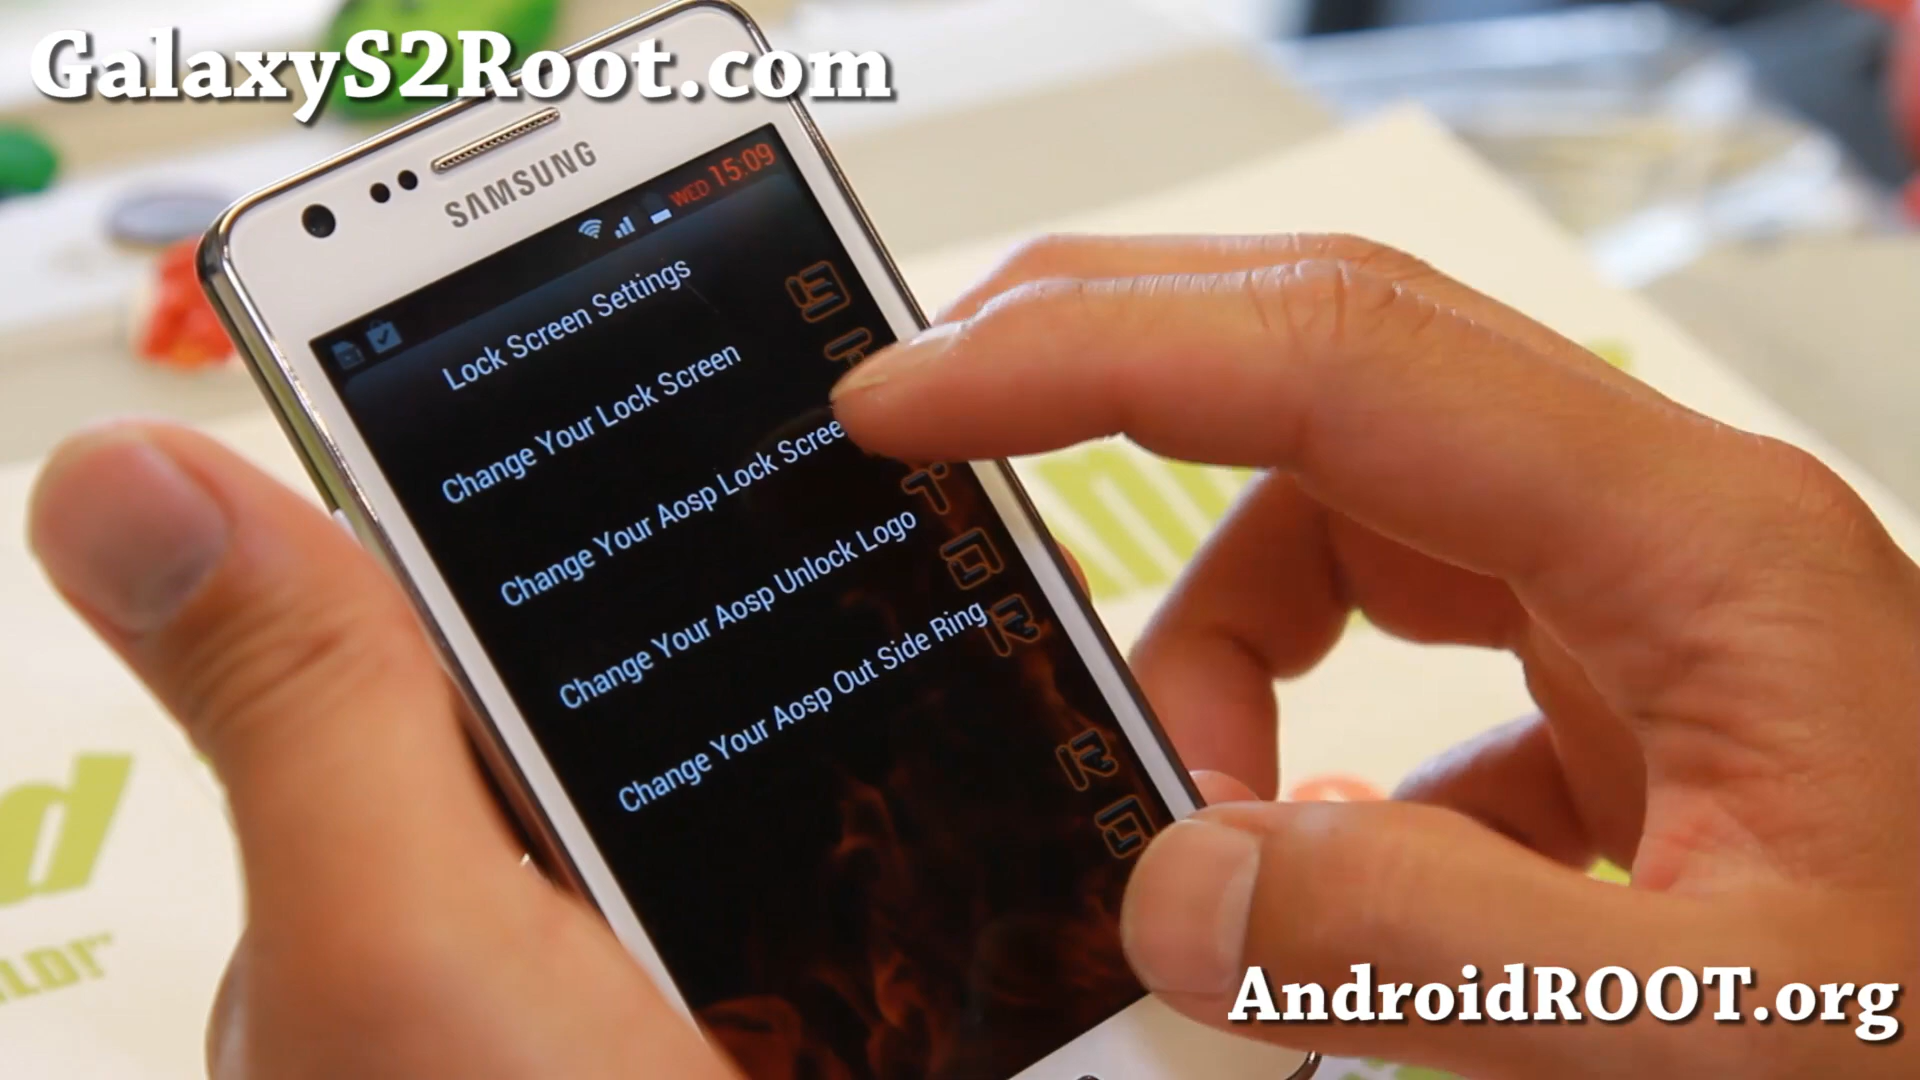 GalaxyS2Root.com
SAMSUNG
WED 15:09
Lock Screen Settings
Change Your Lock Screen
Change Your Aosp Lock Scree
Change Your Aosp Unlock Logo
Change Your Aosp Out Side Ring
d
LD!
AndroidROOT.org